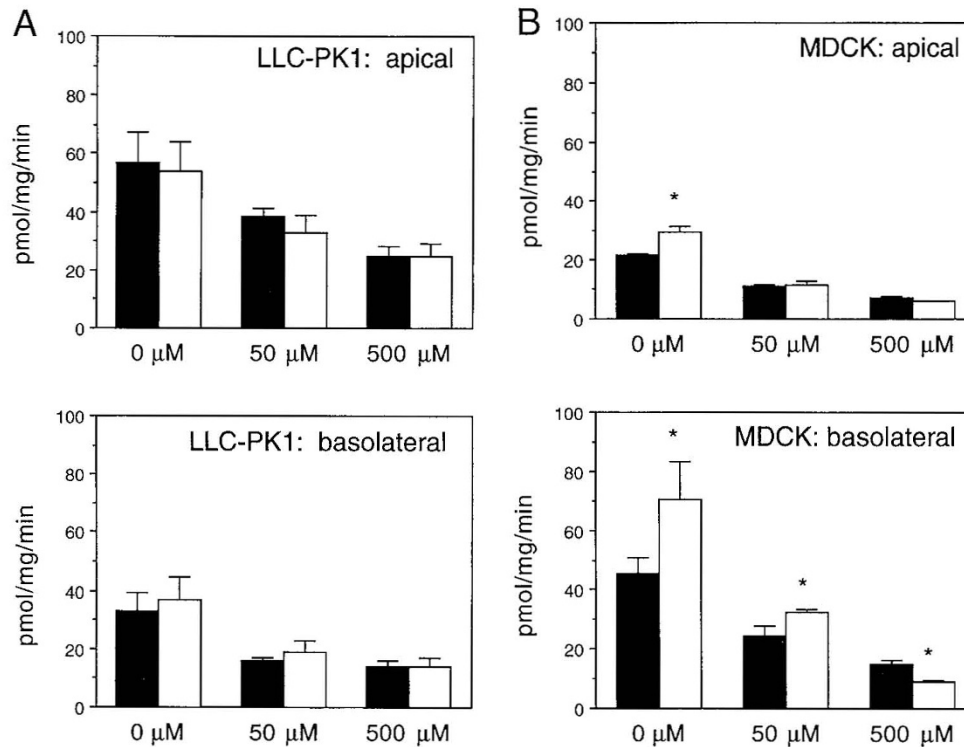 A
LLC-PK1: apical
pmol/mg/min
100
80
60
40
20
0
0 µM 50 µM 500 µM
LLC-PK1: basolateral
pmol/mg/min
100
80
60
40
20
0
0 µM 50 µM 500 µM
B
MDCK: apical
pmol/mg/min
100
80
60
40
20
0
*
0 µM 50 µM 500 µM
MDCK: basolateral
pmol/mg/min
100
80
60
40
20
0
*
*
*
0 µM 50 µM 500 µM